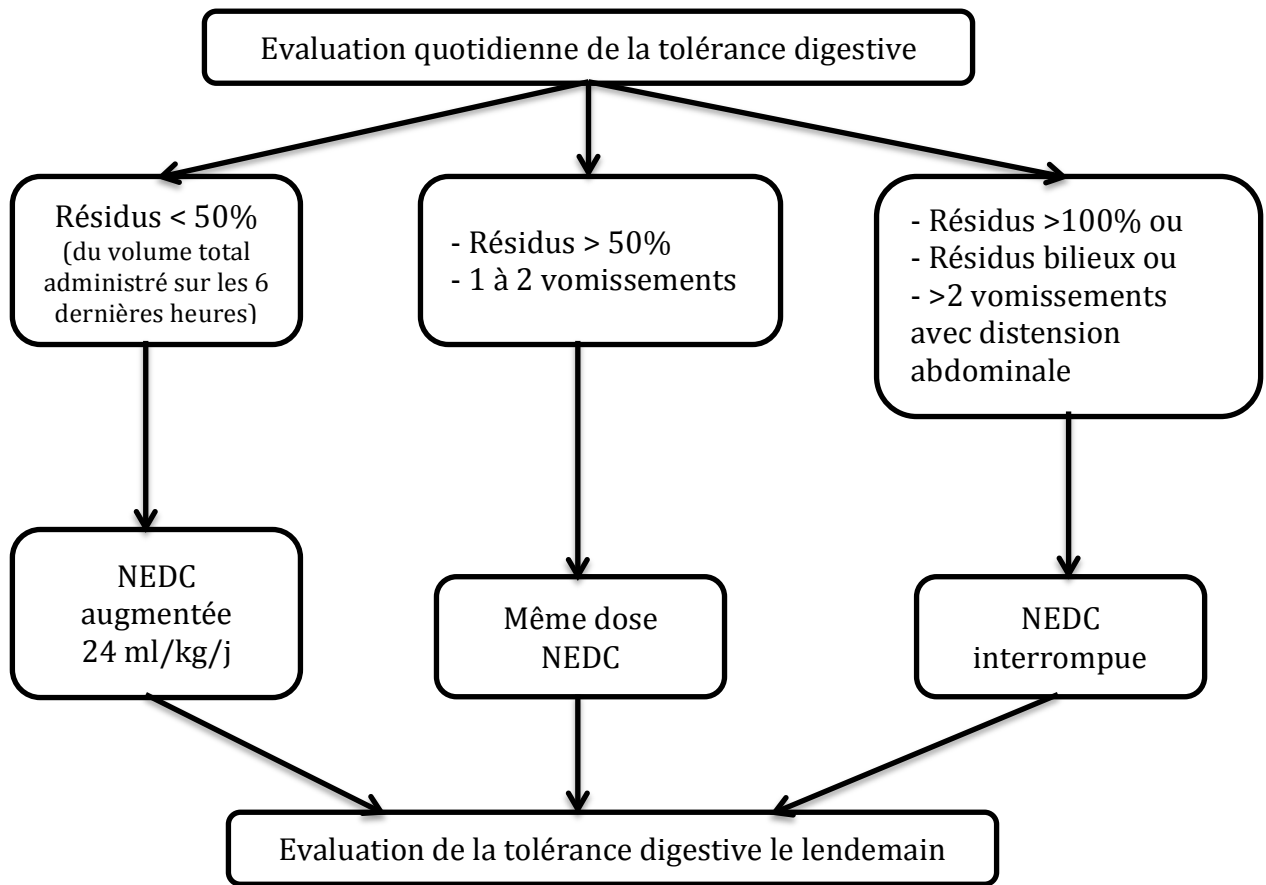 Evaluation quotidienne de la tolérance digestive
Résidus < 50%
(du volume total
administré sur les 6
dernières heures)
- Résidus > 50%
- 1 à 2 vomissements
- Résidus >100% ou
- Résidus bilieux ou
- >2 vomissements
avec distension
abdominale
NEDC
augmentée
24 ml/kg/j
Même dose
NEDC
NEDC
interrompue
Evaluation de la tolérance digestive le lendemain